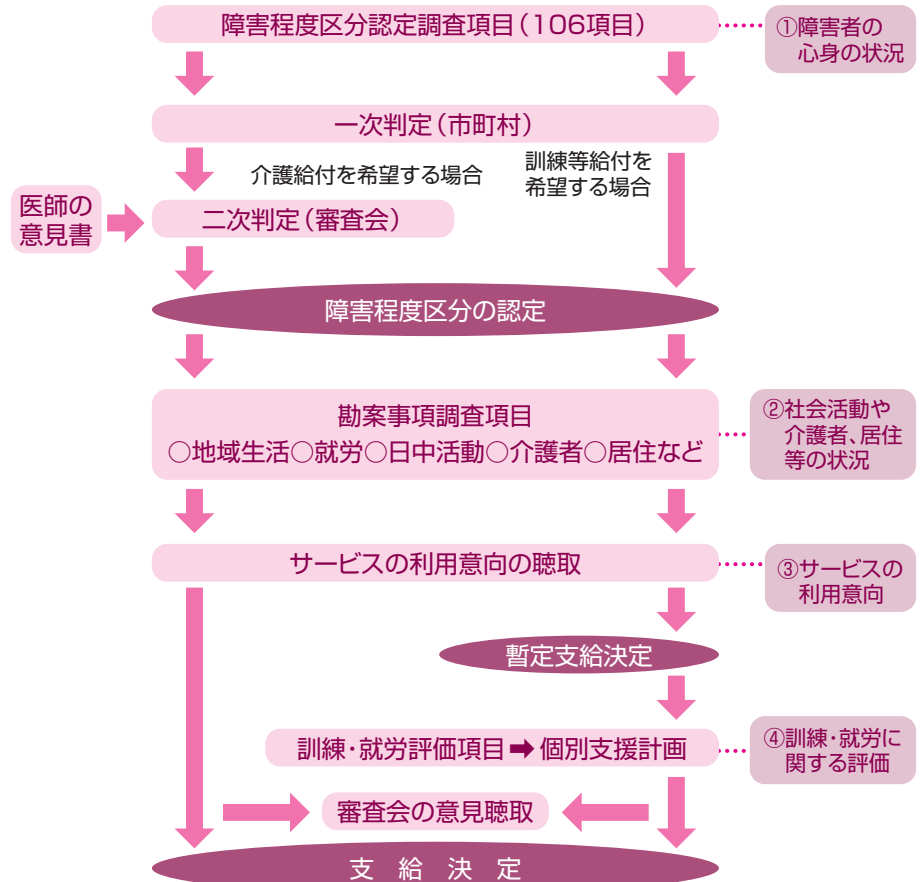 障害程度区分認定調査項目（106項目）
①障害者の
心身の状況
一次判定（市町村）
介護給付を希望する場合
訓練等給付を
希望する場合
医師の
意見書
二次判定（審査会）
障害程度区分の認定
勘案事項調査項目
○地域生活○就労○日中活動○介護者○居住など
②社会活動や
介護者、居住
等の状況
サービスの利用意向の聴取
③サービスの
利用意向
暫定支給決定
訓練・就労評価項目➡個別支援計画
④訓練・就労に
関する評価
審査会の意見聴取
支 給 決 定